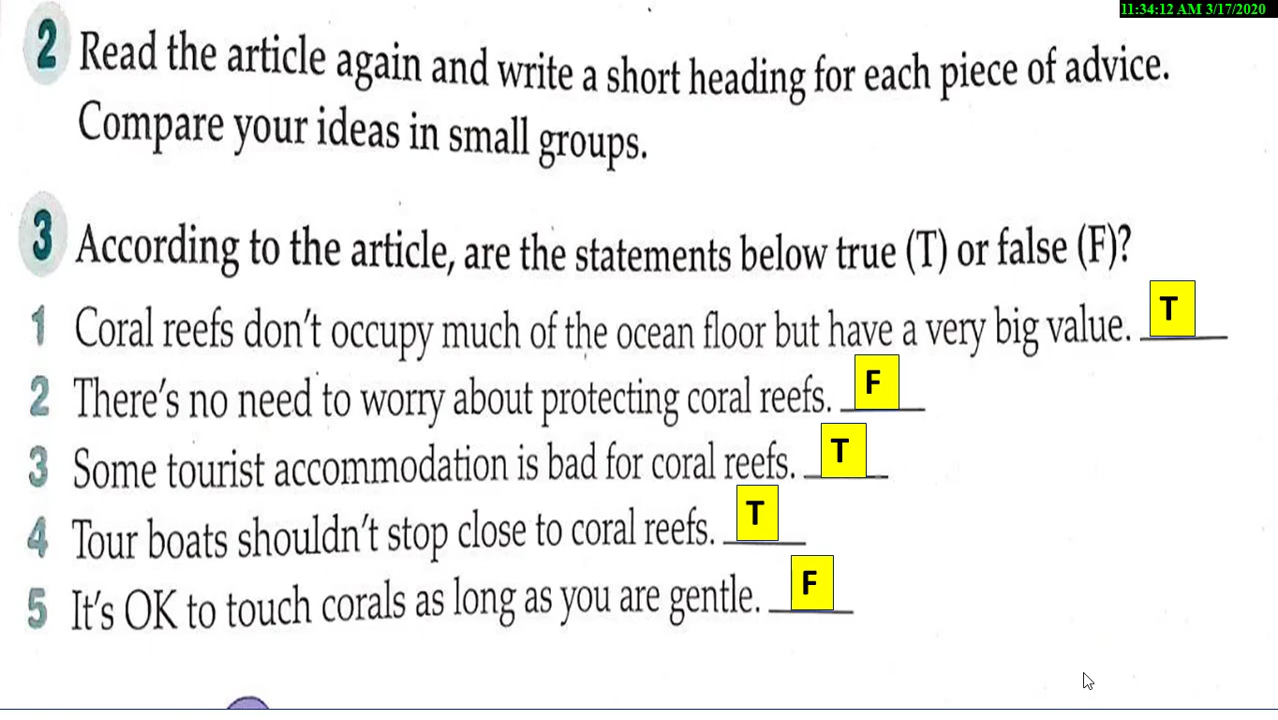 11:34:12 AM 3/17/2020
2 Read the article again and write a short heading for each piece of advice.
Compare your ideas in small groups.
3 According to the article, are the statements below true (T) or false (F)?
1 Coral reefs don't occupy much of the ocean floor but have a very big value. T
2 There's no need to worry about protecting coral reefs. F
3 Some tourist accommodation is bad for coral reefs. T
4 Tour boats shouldn't stop close to coral reefs. T
5 It's OK to touch corals as long as you are gentle. F